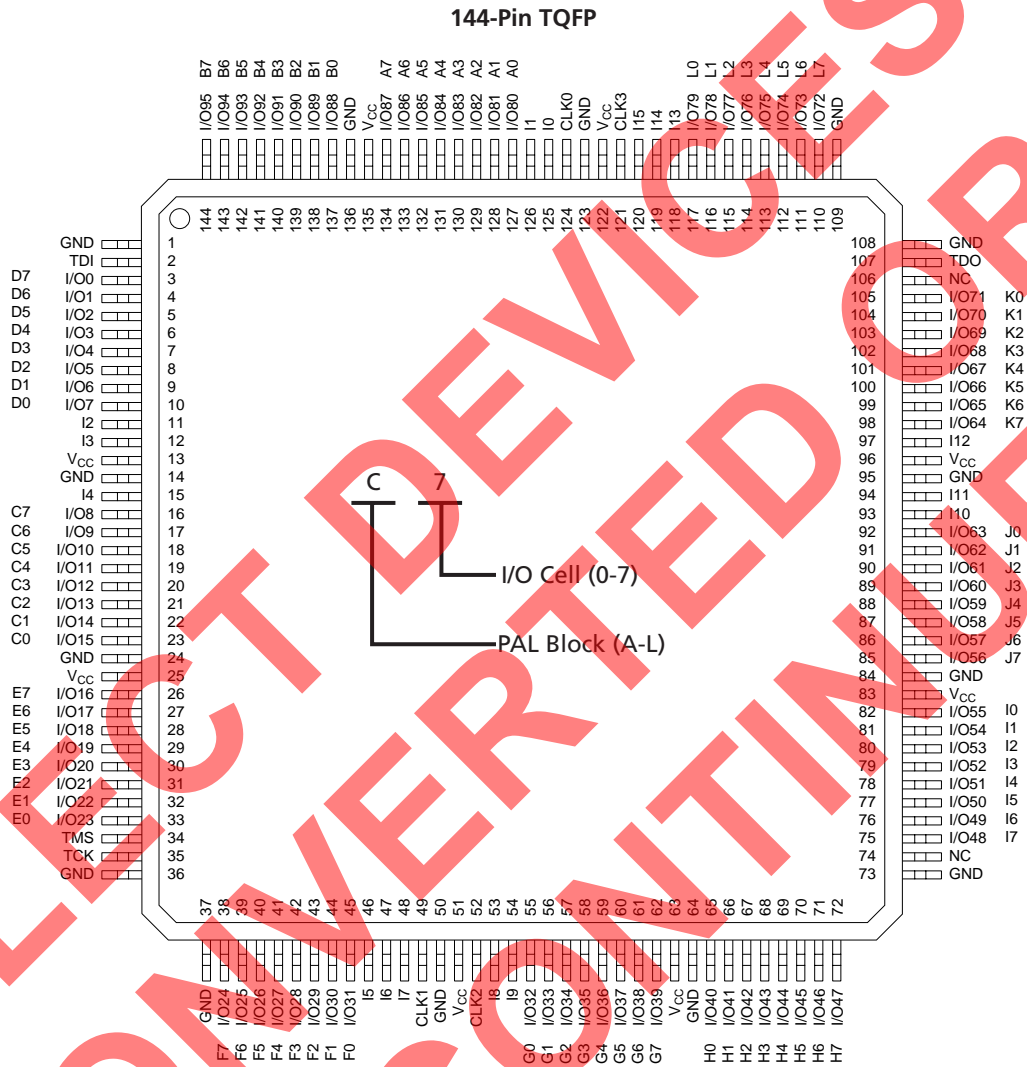 144-Pin TQFP
B7 B6 B5 B4 B3 B2 B1 B0 A7 A6 A5 A4 A3 A2 A1 A0 L0 L1 L2 L3 L4 L5 L6 L7
I/O95 I/O94 I/O93 I/O92 I/O91 I/O90 I/O89 I/O88 GND VCC I/O87 I/O86 I/O85 I/O84 I/O83 I/O82 I/O81 I/O80 I1 I0 CLK0 GND VCC CLK3 I15 I14 I13 I/O79 I/O78 I/O77 I/O76 I/O75 I/O74 I/O73 I/O72 GND
144 143 142 141 140 139 138 137 136 135 134 133 132 131 130 129 128 127 126 125 124 123 122 121 120 119 118 117 116 115 114 113 112 111 110 109
GND 1 108 GND
TDI 2 107 TDO
D7 I/O0 3 106 NC
D6 I/O1 4 105 I/O71 K0
D5 I/O2 5 104 I/O70 K1
D4 I/O3 6 103 I/O69 K2
D3 I/O4 7 102 I/O68 K3
D2 I/O5 8 101 I/O67 K4
D1 I/O6 9 100 I/O66 K5
D0 I/O7 10 99 I/O65 K6
I2 11 98 I/O64 K7
I3 12 97 I12
VCC 13 96 VCC
GND 14 95 GND
I4 15 94 I11
C7 I/O8 16 93 I10
C6 I/O9 17 92 I/O63 J0
C5 I/O10 18 91 I/O62 J1
C4 I/O11 19 90 I/O61 J2
C3 I/O12 20 89 I/O60 J3
C2 I/O13 21 88 I/O59 J4
C1 I/O14 22 87 I/O58 J5
C0 I/O15 23 86 I/O57 J6
GND 24 85 I/O56 J7
VCC 25 84 GND
E7 I/O16 26 83 VCC
E6 I/O17 27 82 I/O55 I0
E5 I/O18 28 81 I/O54 I1
E4 I/O19 29 80 I/O53 I2
E3 I/O20 30 79 I/O52 I3
E2 I/O21 31 78 I/O51 I4
E1 I/O22 32 77 I/O50 I5
E0 I/O23 33 76 I/O49 I6
TMS 34 75 I/O48 I7
TCK 35 74 NC
GND 36 73 GND
C 7
I/O Cell (0-7)
PAL Block (A-L)
37 38 39 40 41 42 43 44 45 46 47 48 49 50 51 52 53 54 55 56 57 58 59 60 61 62 63 64 65 66 67 68 69 70 71 72
GND I/O24 I/O25 I/O26 I/O27 I/O28 I/O29 I/O30 I/O31 I5 I6 I7 CLK1 GND VCC CLK2 I8 I9 I/O32 I/O33 I/O34 I/O35 I/O36 I/O37 I/O38 I/O39 VCC GND I/O40 I/O41 I/O42 I/O43 I/O44 I/O45 I/O46 I/O47
F7 F6 F5 F4 F3 F2 F1 F0 G0 G1 G2 G3 G4 G5 G6 G7 H0 H1 H2 H3 H4 H5 H6 H7
LECT DEVICES
ONVERTED OR
CONTINUE